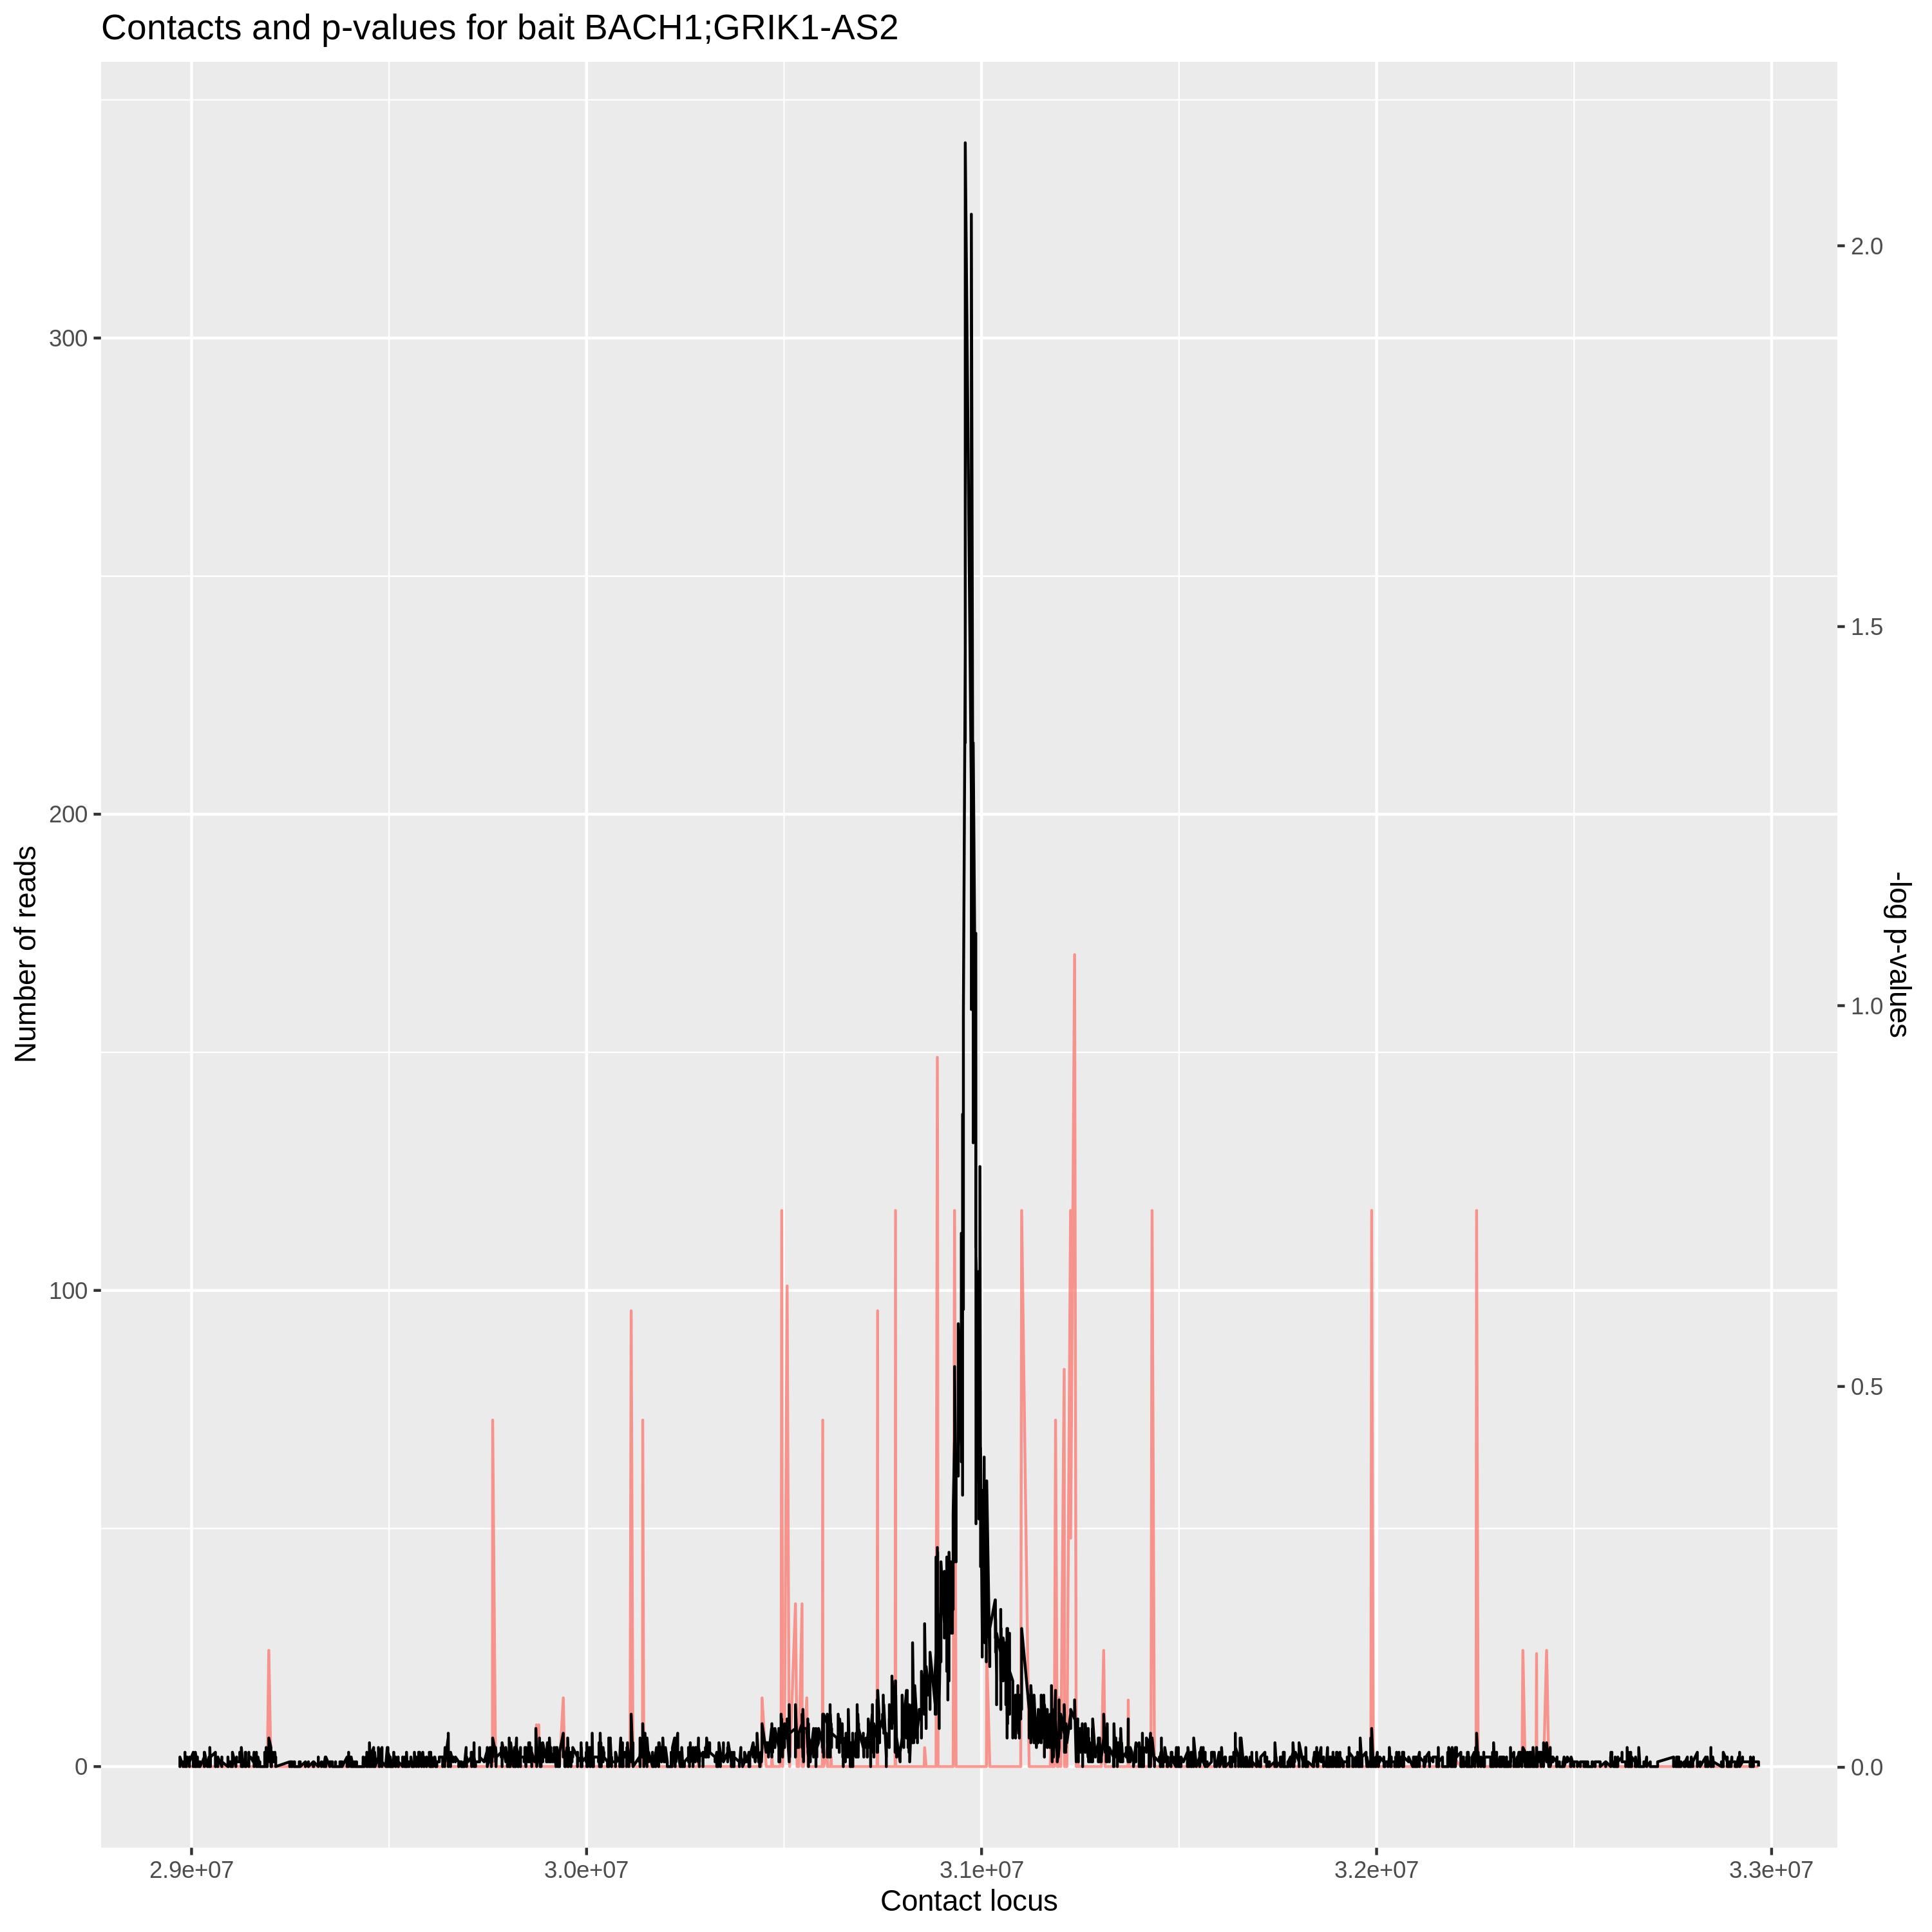 Contacts and p-values for bait BACH1;GRIK1-AS2
300
200
100
0
Number of reads
2.0
1.5
1.0
0.5
0.0
-log p-values
2.9e+07
3.0e+07
3.1e+07
3.2e+07
3.3e+07
Contact locus